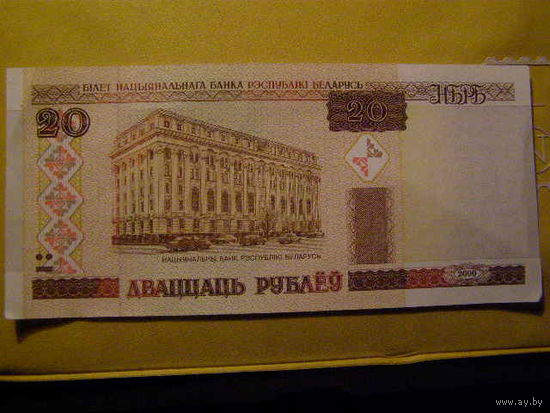 БІЛЕТ НАЦЫЯНАЛЬНАГА БАНКА РЭСПУБЛІКІ БЕЛАРУСЬ
20
20
НБРБ
НАЦЫЯНАЛЬНЫ БАНК РЭСПУБЛІКІ БЕЛАРУСЬ
ДВАЦЦАЦЬ РУБЛЁЎ
2000
www.ay.by